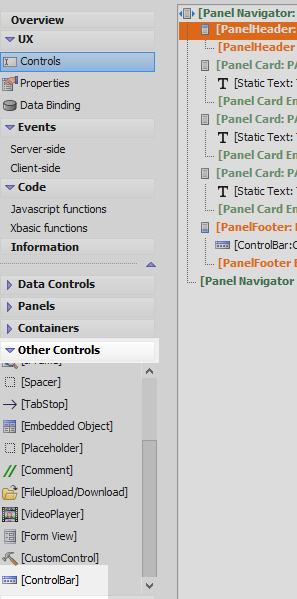 Overview
UX
Controls
Properties
Data Binding
Events
Server-side
Client-side
Code
Javascript functions
Xbasic functions
Information
Data Controls
Panels
Containers
Other Controls
[Spacer]
[TabStop]
[Embedded Object]
[Placeholder]
[Comment]
[FileUpload/Download]
[VideoPlayer]
[Form View]
[CustomControl]
[ControlBar]
[Panel Navigator:
[PanelHeader:
[PanelHeader
[Panel Card: PA
[Static Text: T
[Panel Card En
[Panel Card: PA
[Static Text: T
[Panel Card En
[Panel Card: PA
[Static Text: T
[Panel Card En
[PanelFooter: 
[ControlBar:C
[PanelFooter E
[Panel Navigator